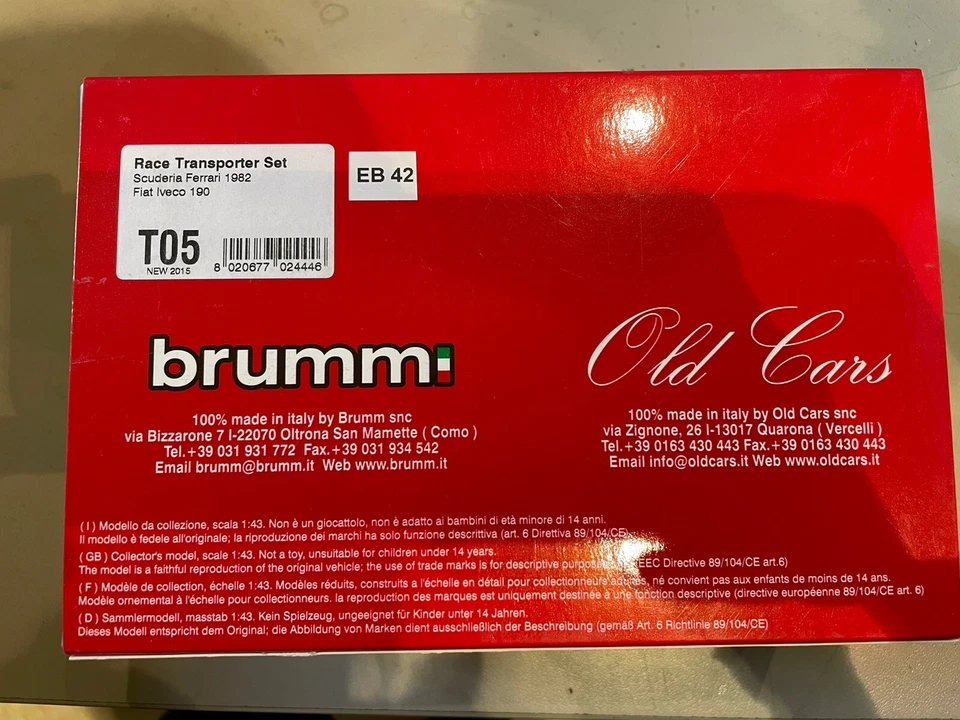 Race Transporter Set
Scuderia Ferrari 1982
Fiat Iveco 190
T05
NEW 2015
8 020677 024446
EB 42
brumm
100% made in italy by Brumm snc
via Bizzarone 7 I-22070 Oltrona San Mamette ( Como )
Tel.+39 031 931 772 Fax.+39 031 934 542
Email brumm@brumm.it Web www.brumm.it
Old Cars
100% made in italy by Old Cars snc
via Zignone, 26 I-13017 Quarona ( Vercelli )
Tel.+39 0163 430 443 Fax.+39 0163 430 443
Email info@oldcars.it Web www.oldcars.it
( I ) Modello da collezione, scala 1:43. Non è un giocattolo, non è adatto ai bambini di età minore di 14 anni.
Il modello è fedele all'originale; la riproduzione dei marchi ha solo funzione descrittiva (art. 6 Direttiva 89/104/CE)
( GB ) Collector's model, scale 1:43. Not a toy, unsuitable for children under 14 years.
The model is a faithful reproduction of the original vehicle; the use of trade marks is for descriptive (EEC Directive 89/104/CE art.6)
( F ) Modèle de collection, échelle 1:43. Modèles réduits, construits a l'échelle en détail pour collectionneurs adultes, né convient pas aux enfants de moins de 14 ans.
Modèle ornemental à l'échelle pour collectionneurs. la reproduction des marques est uniquement destinée à une fonction descriptive (directive européenne 89/104/CE art. 6)
( D ) Sammlermodell, masstab 1:43. Kein Spielzeug, ungeeignet für Kinder unter 14 Jahren.
Dieses Modell entspricht dem Original; die Abbildung von Marken dient ausschließlich der Beschreibung (gemäß Art. 6 Richtlinie 89/104/CE)